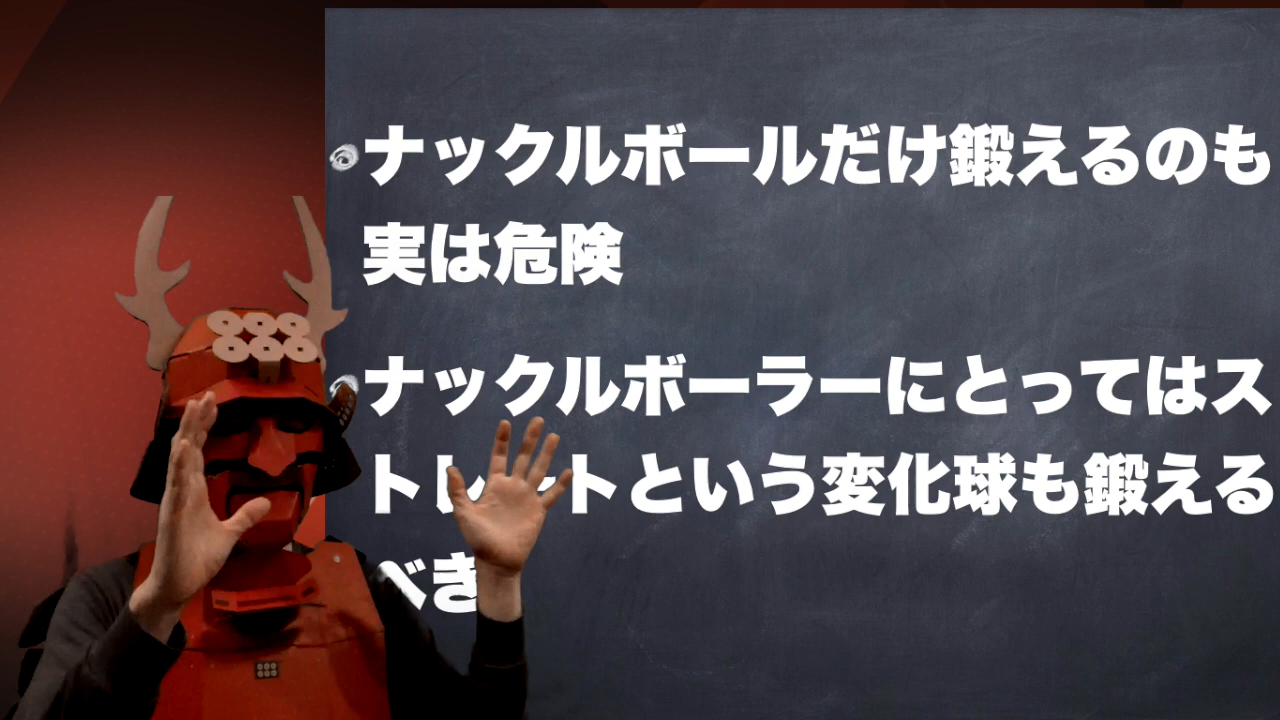 ナックルボールだけ鍛えるのも
実は危険
ナックルボーラーにとってはス
トレートという変化球も鍛える
べき